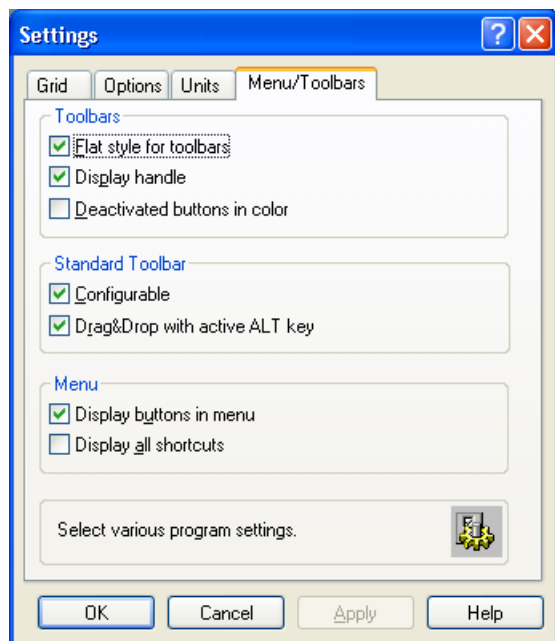 Settings
Grid Options Units Menu/Toolbars
Toolbars
Flat style for toolbars
Display handle
Deactivated buttons in color
Standard Toolbar
Configurable
Drag&Drop with active ALT key
Menu
Display buttons in menu
Display all shortcuts
Select various program settings.
OK Cancel Apply Help